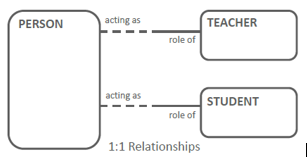 PERSON
acting as
TEACHER
role of
acting as
STUDENT
role of
1:1 Relationships